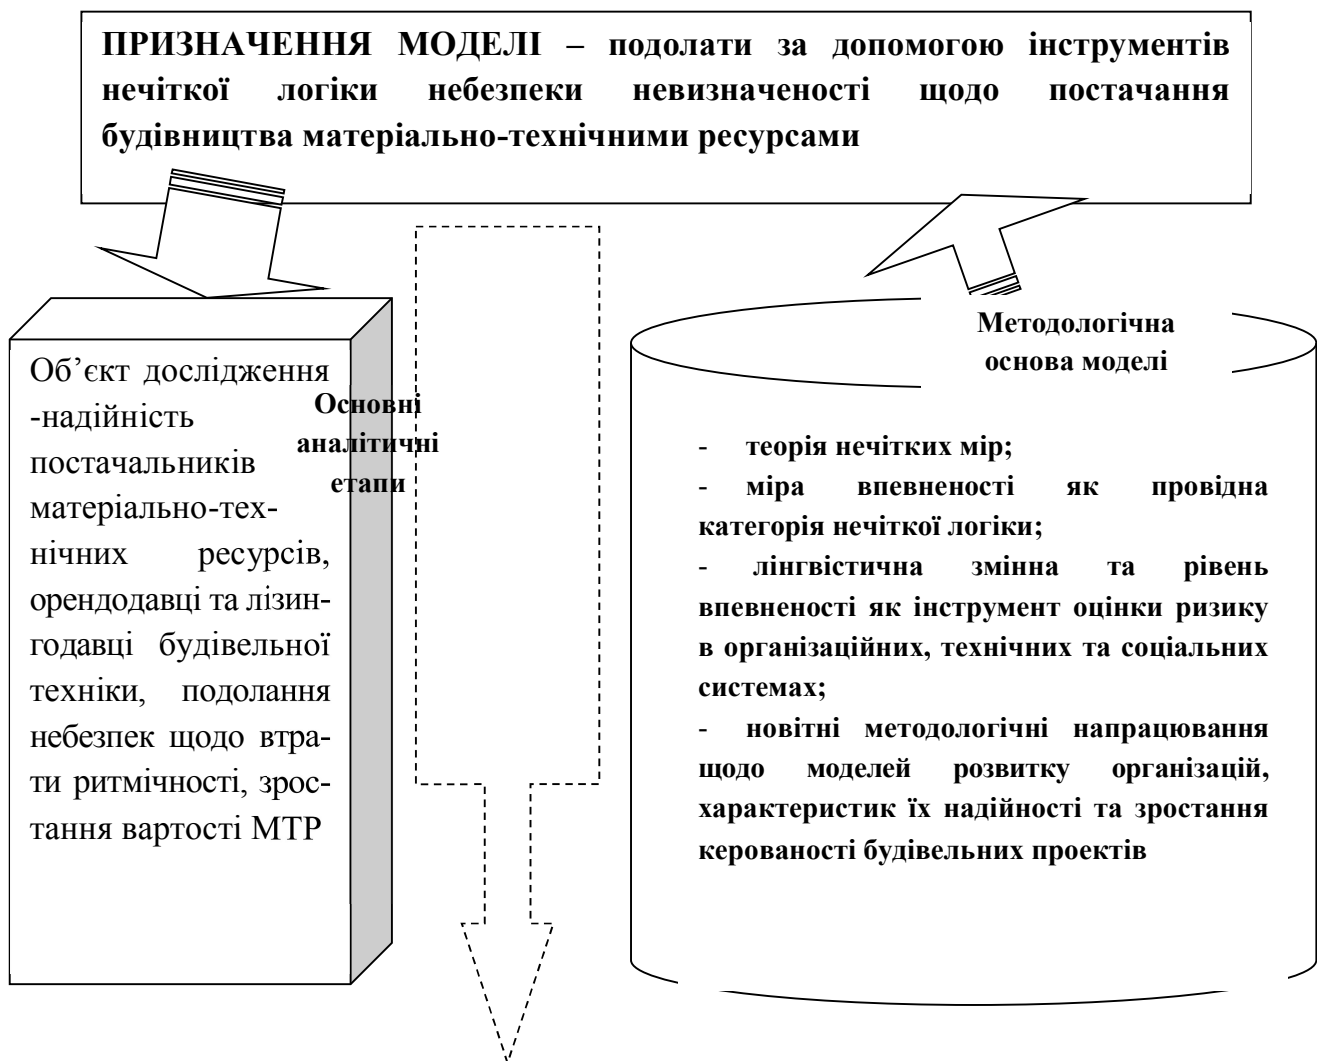 ПРИЗНАЧЕННЯ МОДЕЛІ – подолати за допомогою інструментів
нечіткої логіки небезпеки невизначеності щодо постачання
будівництва матеріально-технічними ресурсами
Об’єкт дослідження
-надійність
постачальників
матеріально-тех-
нічних ресурсів,
орендодавці та лізин-
годавці будівельної
техніки, подолання
небезпек щодо втра-
ти ритмічності, зрос-
тання вартості МТР
Основні
аналітичні
етапи
Методологічна
основа моделі
- теорія нечітких мір;
- міра впевненості як провідна
категорія нечіткої логіки;
- лінгвістична змінна та рівень
впевненості як інструмент оцінки ризику
в організаційних, технічних та соціальних
системах;
- новітні методологічні напрацювання
щодо моделей розвитку організацій,
характеристик їх надійності та зростання
керованості будівельних проектів